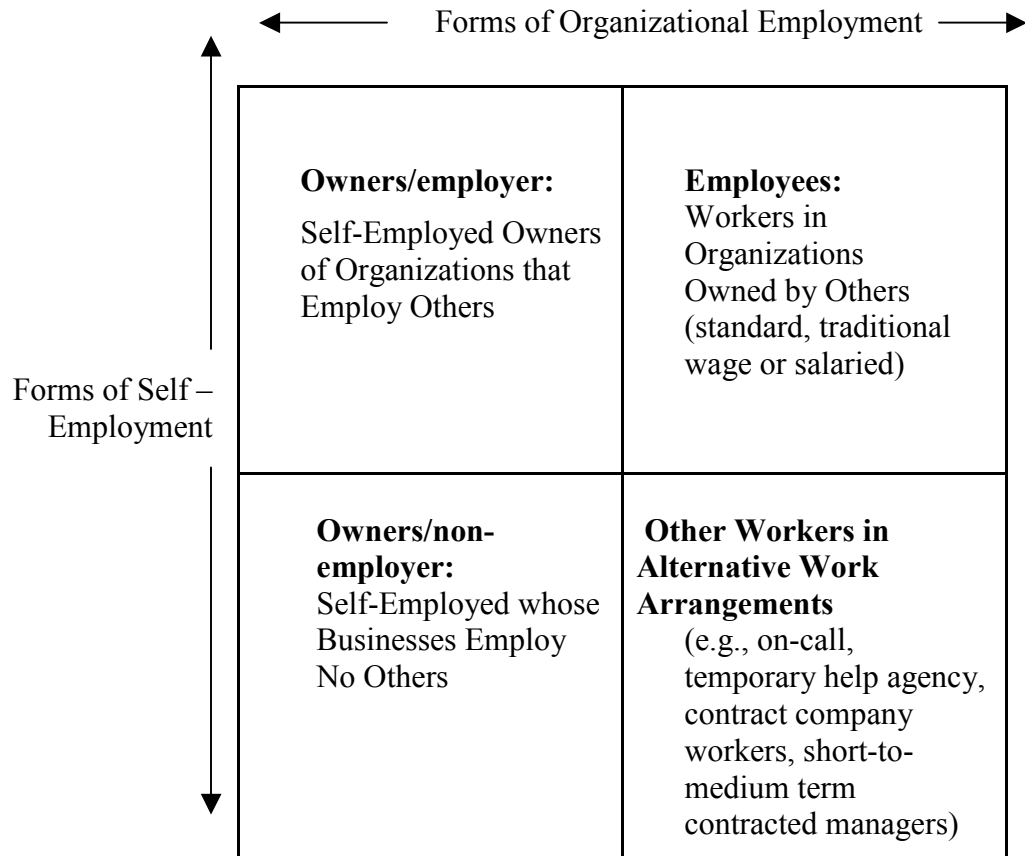 Forms of Organizational Employment
Forms of Self –
Employment
Owners/employer:
Self-Employed Owners
of Organizations that
Employ Others
Employees:
Workers in
Organizations
Owned by Others
(standard, traditional
wage or salaried)
Owners/non-
employer:
Self-Employed whose
Businesses Employ
No Others
Other Workers in
Alternative Work
Arrangements
(e.g., on-call,
temporary help agency,
contract company
workers, short-to-
medium term
contracted managers)